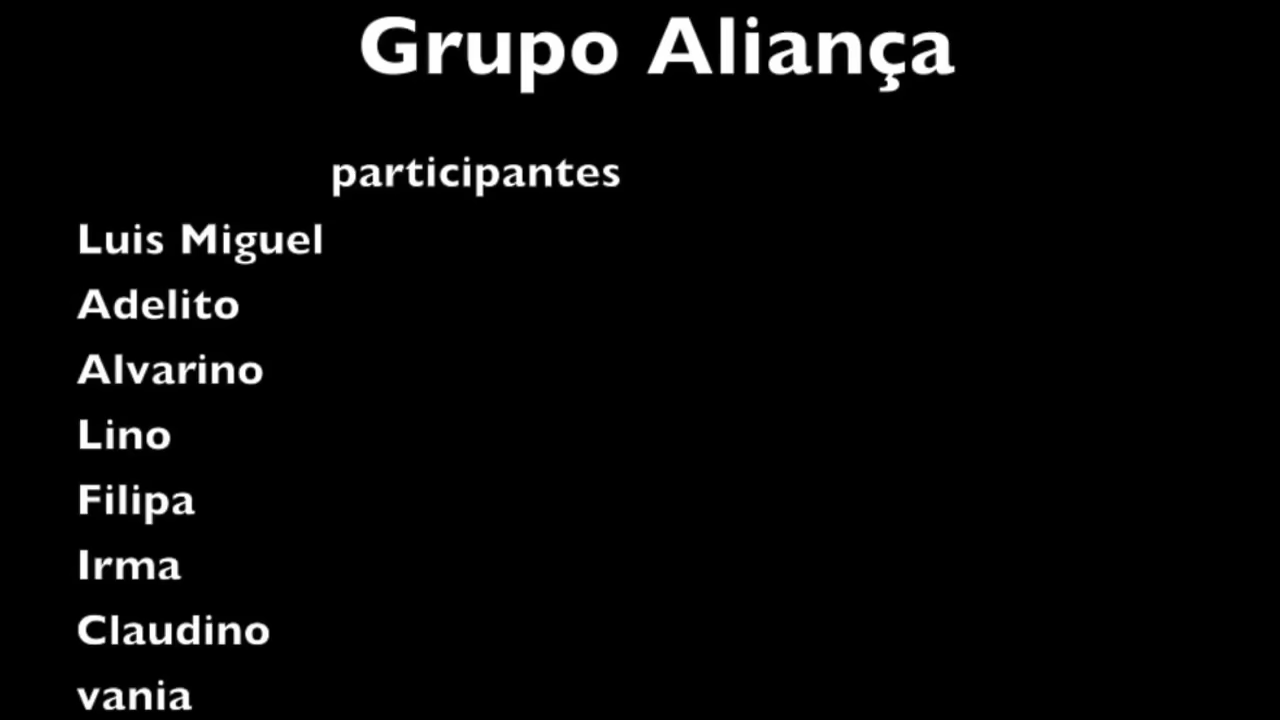 Grupo Aliança
participantes
Luis Miguel
Adelito
Alvarino
Lino
Filipa
Irma
Claudino
vania